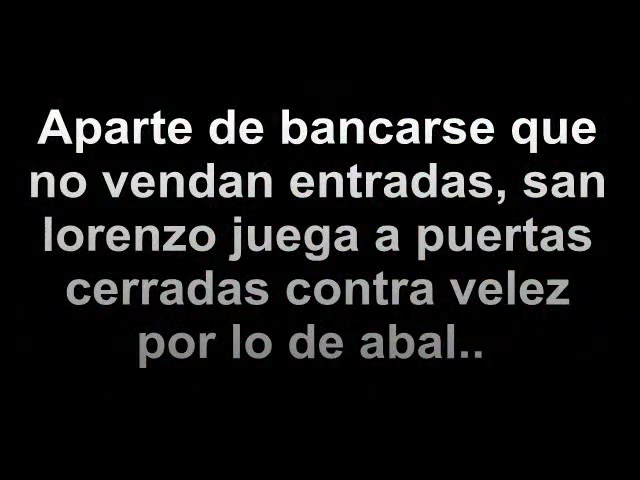 Aparte de bancarse que
no vendan entradas, san
lorenzo juega a puertas
cerradas contra velez
por lo de abal..